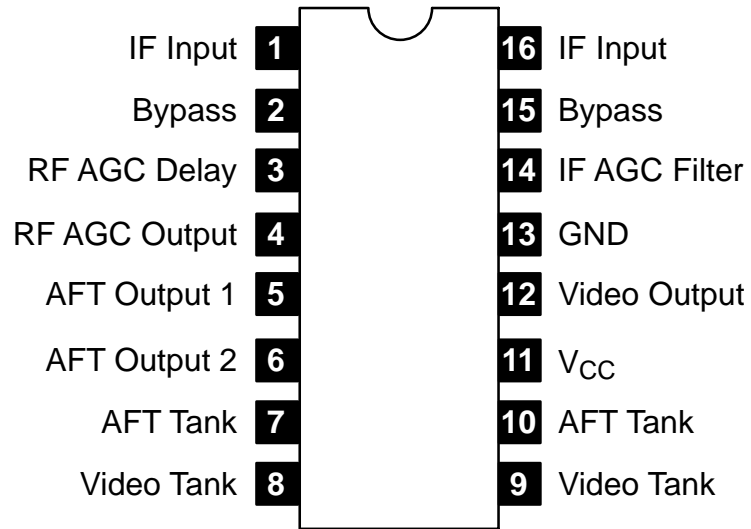 IF Input 1 16 IF Input
Bypass 2 15 Bypass
RF AGC Delay 3 14 IF AGC Filter
RF AGC Output 4 13 GND
AFT Output 1 5 12 Video Output
AFT Output 2 6 11 VCC
AFT Tank 7 10 AFT Tank
Video Tank 8 9 Video Tank